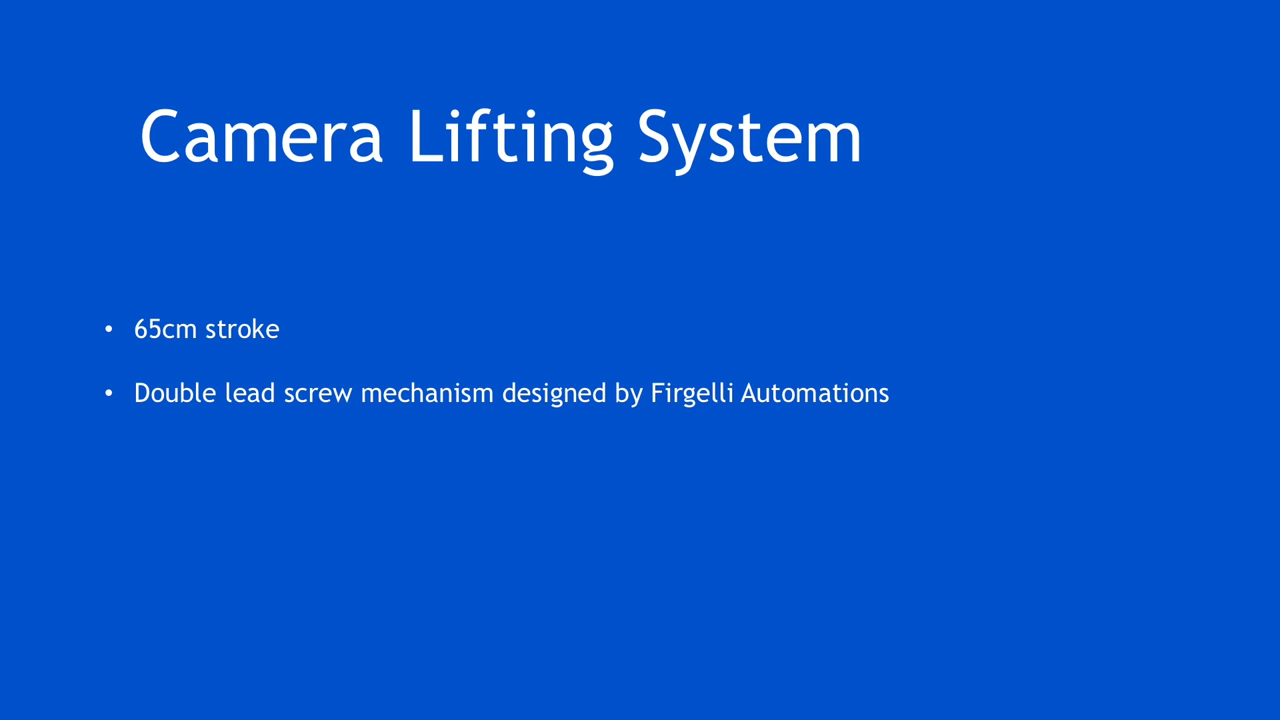 Camera Lifting System
• 65cm stroke
• Double lead screw mechanism designed by Firgelli Automations